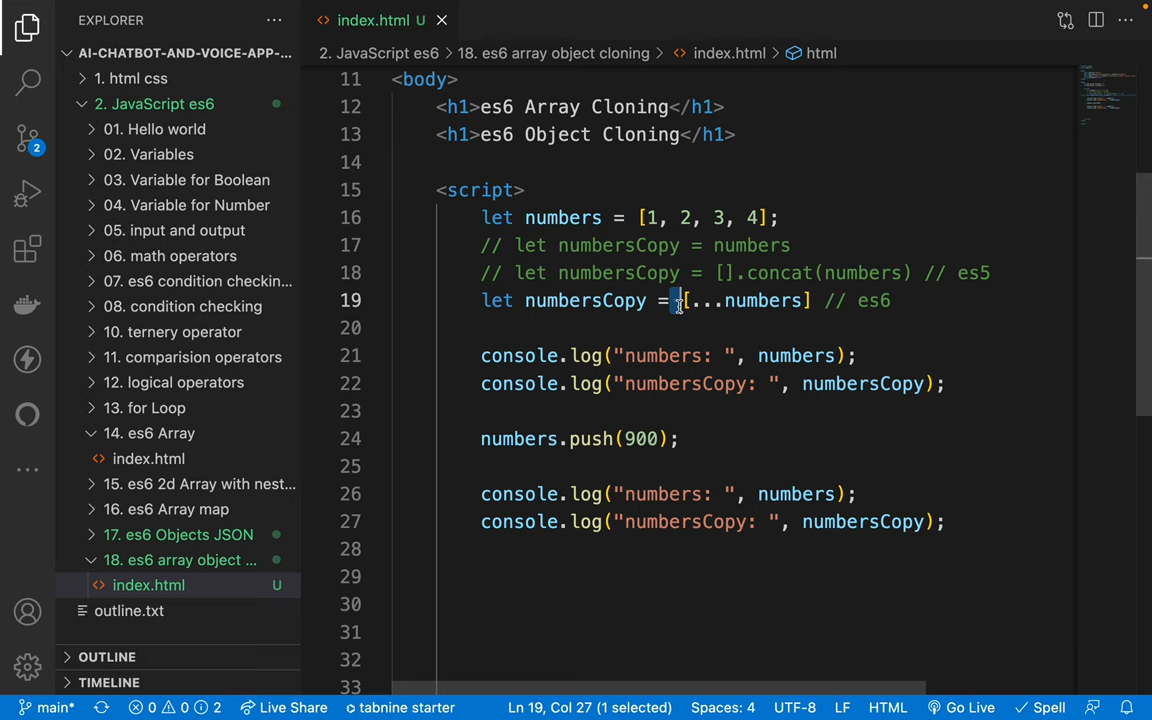 EXPLORER
index.html U
AI-CHATBOT-AND-VOICE-APP-...
2. JavaScript es6 > 18. es6 array object cloning > index.html > html
1. html css
2. JavaScript es6
01. Hello world
02. Variables
03. Variable for Boolean
04. Variable for Number
05. input and output
06. math operators
07. es6 condition checkin...
08. condition checking
10. ternery operator
11. comparision operators
12. logical operators
13. for Loop
14. es6 Array
index.html
15. es6 2d Array with nest...
16. es6 Array map
17. es6 Objects JSON
18. es6 array object ...
index.html U
outline.txt
OUTLINE
TIMELINE
2
11 <body>
12 <h1>es6 Array Cloning</h1>
13 <h1>es6 Object Cloning</h1>
14
15 <script>
16 let numbers = [1, 2, 3, 4];
17 // let numbersCopy = numbers
18 // let numbersCopy = [].concat(numbers) // es5
19 let numbersCopy = [...numbers] // es6
20
21 console.log("numbers: ", numbers);
22 console.log("numbersCopy: ", numbersCopy);
23
24 numbers.push(900);
25
26 console.log("numbers: ", numbers);
27 console.log("numbersCopy: ", numbersCopy);
28
29
30
31
32
33
main* 0 0 2 Live Share tabnine starter Ln 19, Col 27 (1 selected) Spaces: 4 UTF-8 LF HTML Go Live Spell